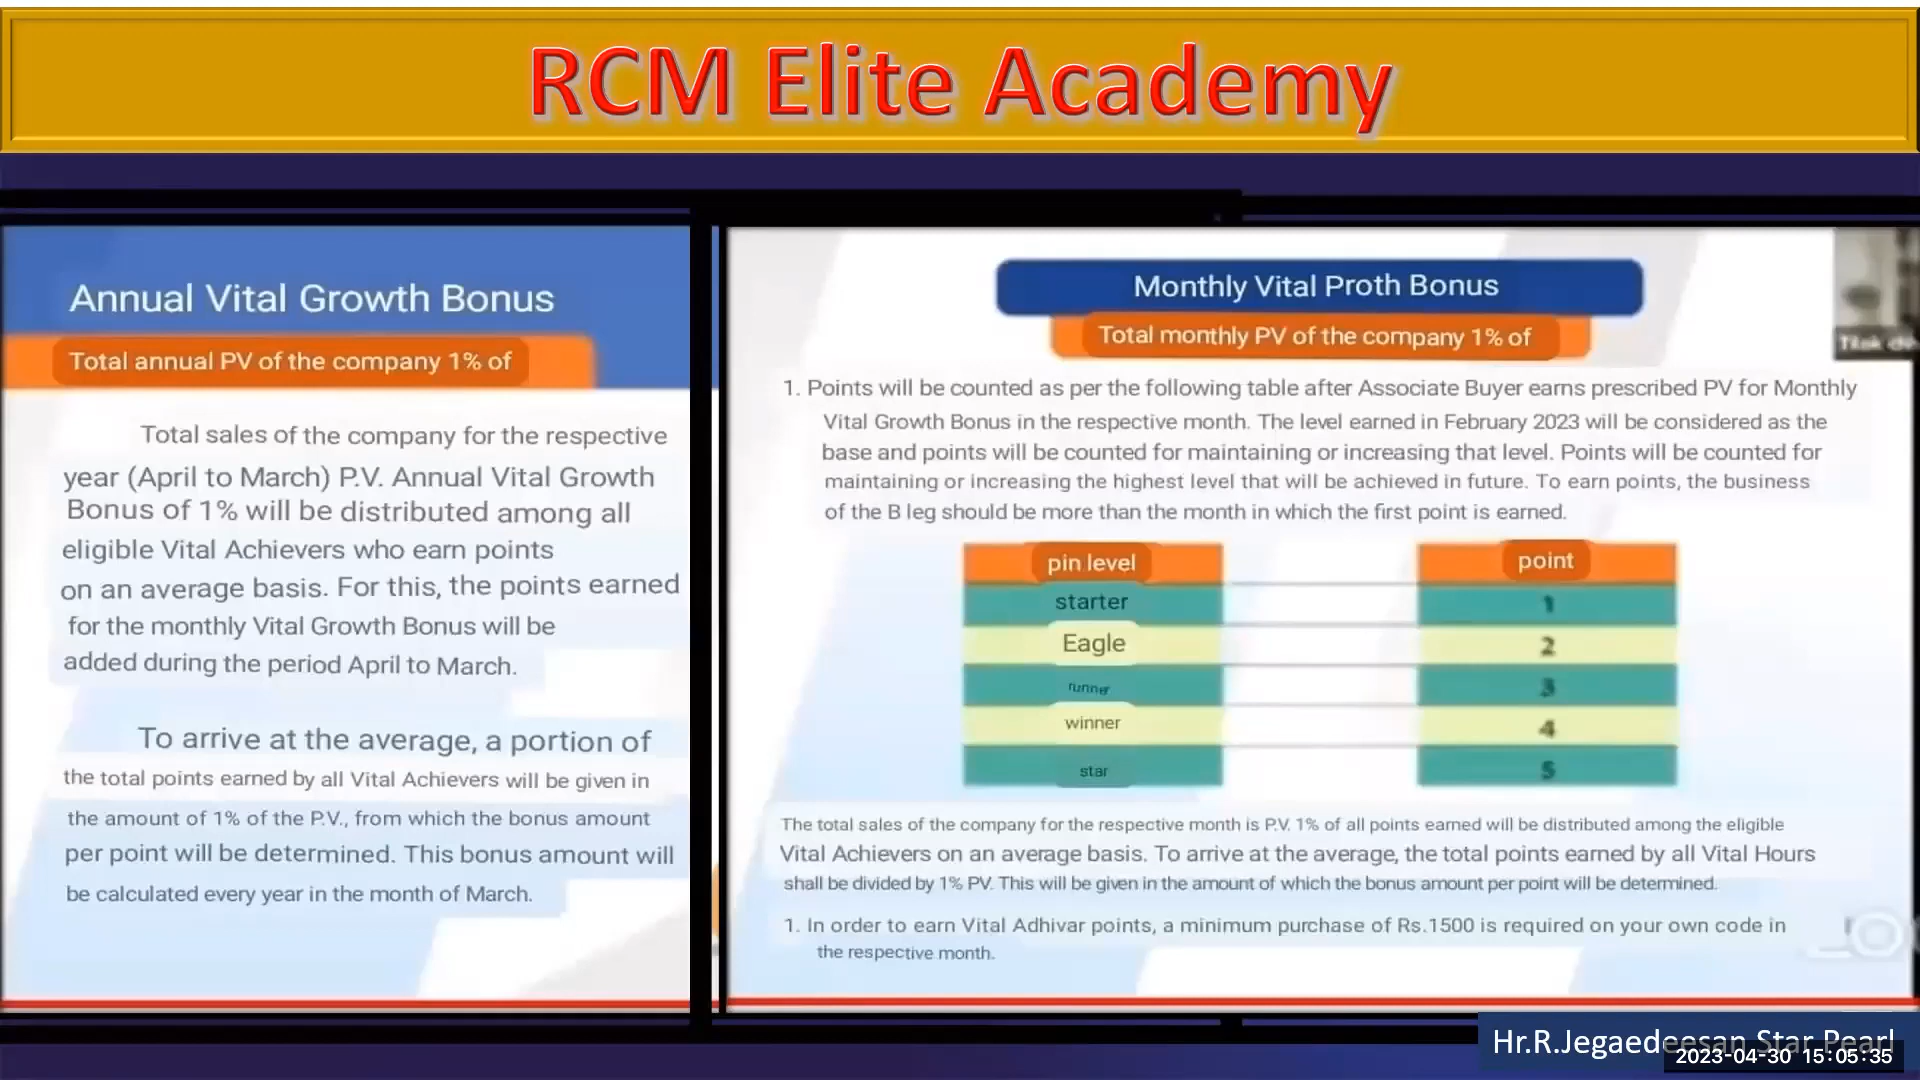 RCM Elite Academy
Annual Vital Growth Bonus
Total annual PV of the company 1% of
Total sales of the company for the respective
year (April to March) P.V. Annual Vital Growth
Bonus of 1% will be distributed among all
eligible Vital Achievers who earn points
on an average basis. For this, the points earned
for the monthly Vital Growth Bonus will be
added during the period April to March.
To arrive at the average, a portion of
the total points earned by all Vital Achievers will be given in
the amount of 1% of the P.V., from which the bonus amount
per point will be determined. This bonus amount will
be calculated every year in the month of March.
Monthly Vital Proth Bonus
Total monthly PV of the company 1% of
1. Points will be counted as per the following table after Associate Buyer earns prescribed PV for Monthly
Vital Growth Bonus in the respective month. The level earned in February 2023 will be considered as the
base and points will be counted for maintaining or increasing that level. Points will be counted for
maintaining or increasing the highest level that will be achieved in future. To earn points, the business
of the B leg should be more than the month in which the first point is earned.
pin level point
starter 1
Eagle 2
runner 3
winner 4
star 5
The total sales of the company for the respective month is P.V. 1% of all points earned will be distributed among the eligible
Vital Achievers on an average basis. To arrive at the average, the total points earned by all Vital Hours
shall be divided by 1% PV. This will be given in the amount of which the bonus amount per point will be determined.
1. In order to earn Vital Adhivar points, a minimum purchase of Rs.1500 is required on your own code in
the respective month.
Hr.R.Jegaedeesan Star Pearl
2023-04-30 15:05:35